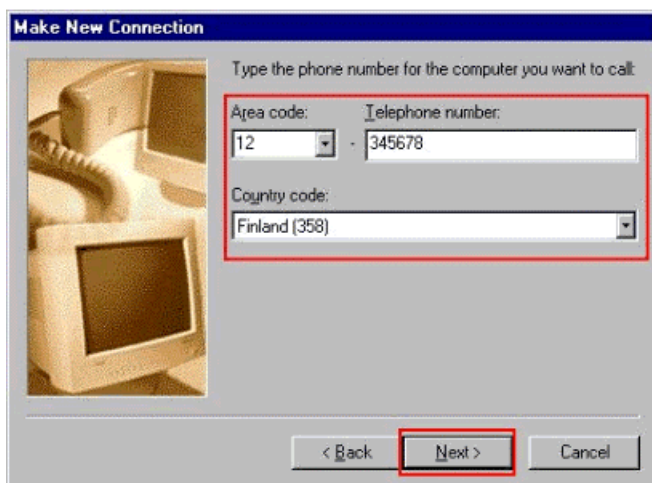 Make New Connection
Type the phone number for the computer you want to call:
Area code: Telephone number:
12 - 345678
Country code:
Finland (358)
< Back Next > Cancel